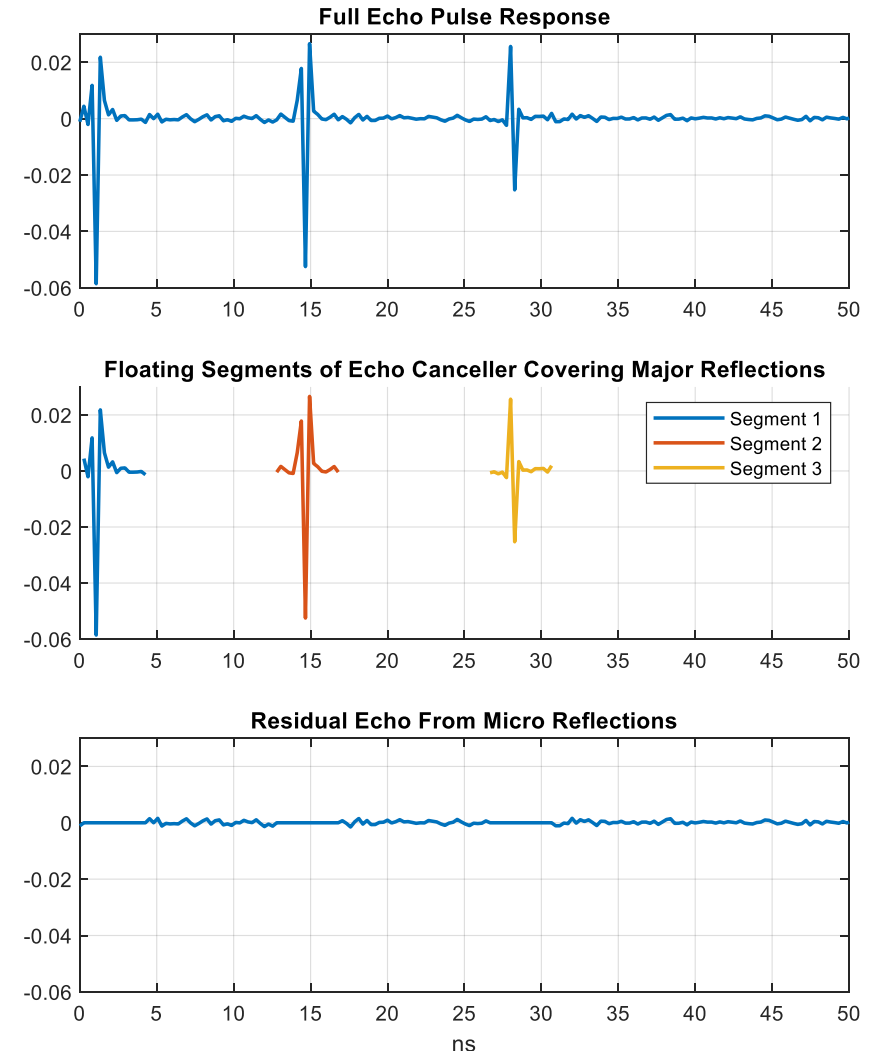 Full Echo Pulse Response
0.02
0
-0.02
-0.04
-0.06
0 5 10 15 20 25 30 35 40 45 50
Floating Segments of Echo Canceller Covering Major Reflections
0.02
0
-0.02
-0.04
-0.06
Segment 1
Segment 2
Segment 3
0 5 10 15 20 25 30 35 40 45 50
Residual Echo From Micro Reflections
0.02
0
-0.02
-0.04
-0.06
0 5 10 15 20 25 30 35 40 45 50
ns